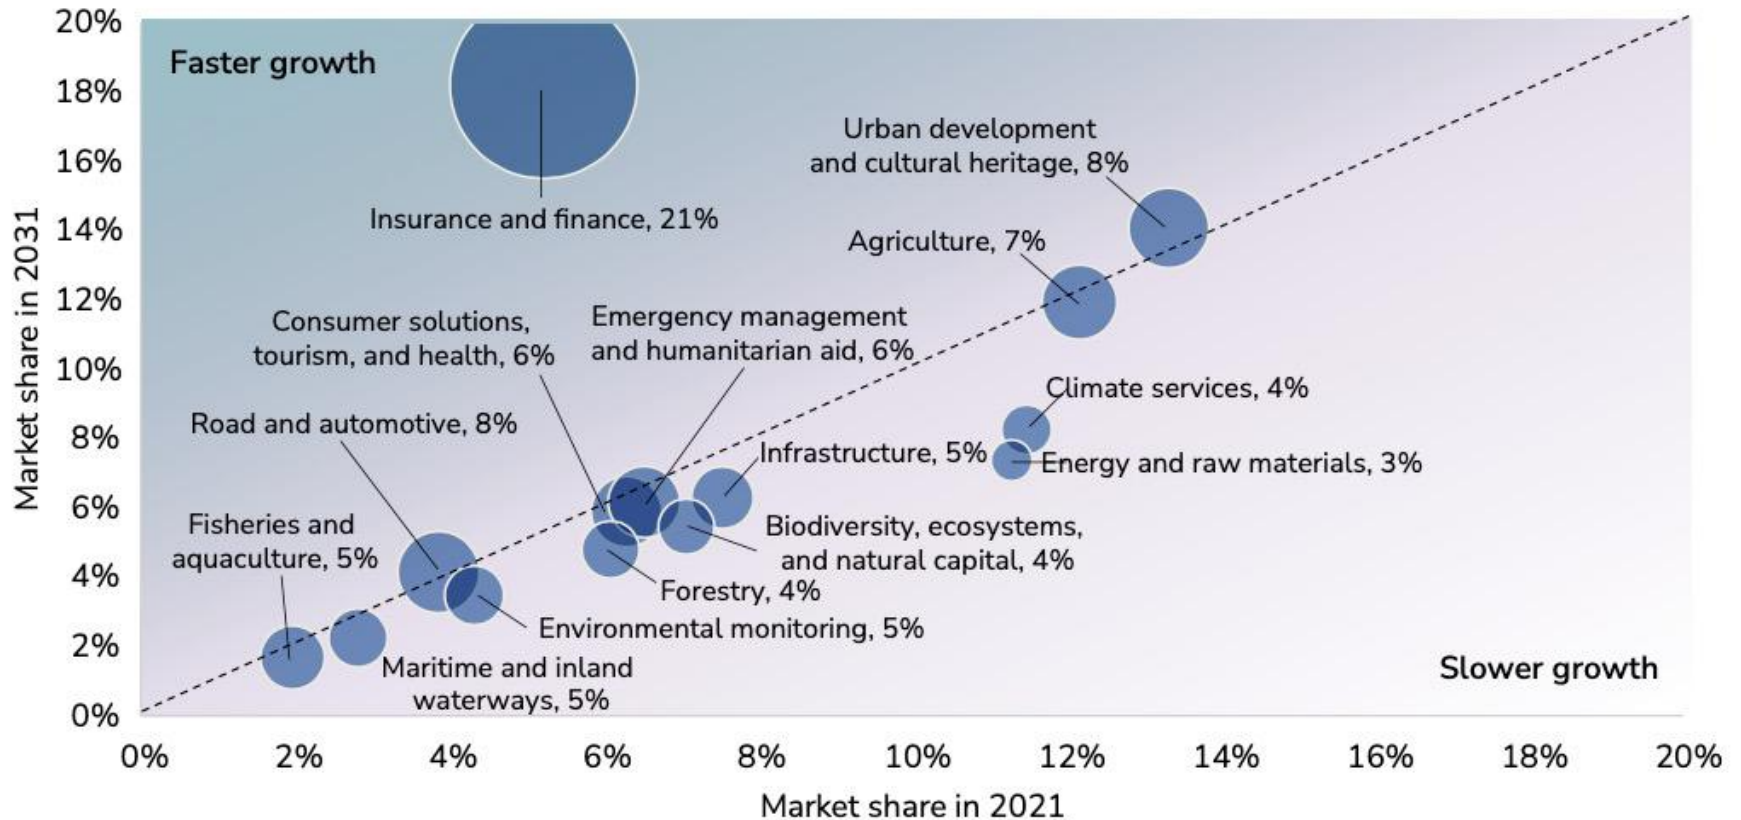 20%
18%
16%
14%
12%
10%
8%
6%
4%
2%
0%
Market share in 2031
Faster growth
Insurance and finance, 21%
Urban development
and cultural heritage, 8%
Agriculture, 7%
Consumer solutions,
tourism, and health, 6%
Emergency management
and humanitarian aid, 6%
Climate services, 4%
Road and automotive, 8%
Infrastructure, 5%
Energy and raw materials, 3%
Fisheries and
aquaculture, 5%
Biodiversity, ecosystems,
and natural capital, 4%
Forestry, 4%
Environmental monitoring, 5%
Maritime and inland
waterways, 5%
Slower growth
0% 2% 4% 6% 8% 10% 12% 14% 16% 18% 20%
Market share in 2021